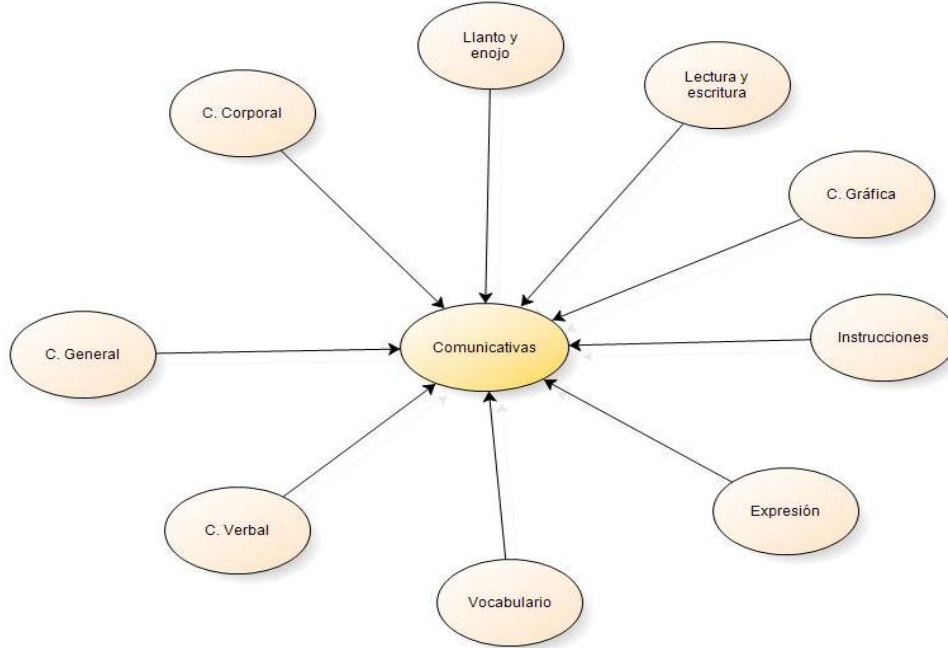 Llanto y
enojo
Lectura y
escritura
C. Corporal
C. Gráfica
Instrucciones
Comunicativas
C. General
Expresión
C. Verbal
Vocabulario